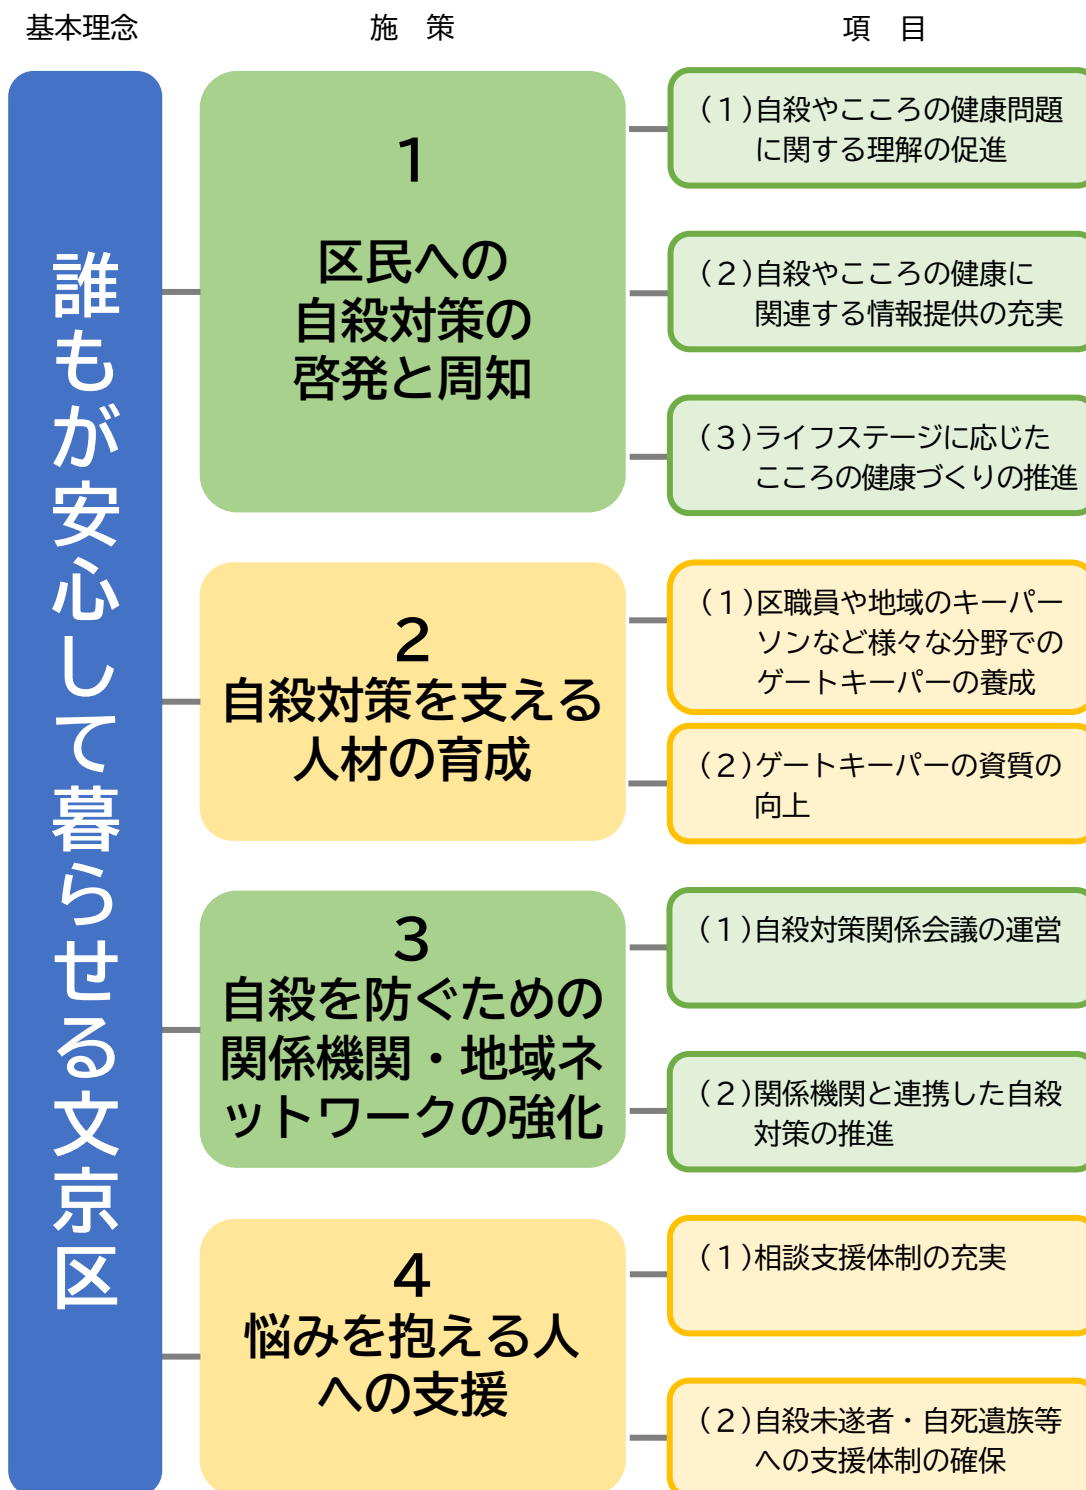 基本理念
施　策
項　目
誰もが安心して暮らせる文京区
1
区民への
自殺対策の
啓発と周知
（１）自殺やこころの健康問題
に関する理解の促進
（２）自殺やこころの健康に
関連する情報提供の充実
（３）ライフステージに応じた
こころの健康づくりの推進
2
自殺対策を支える
人材の育成
（１）区職員や地域のキーパー
ソンなど様々な分野での
ゲートキーパーの養成
（２）ゲートキーパーの資質の
向上
3
自殺を防ぐための
関係機関・地域ネ
ットワークの強化
（１）自殺対策関係会議の運営
（２）関係機関と連携した自殺
対策の推進
4
悩みを抱える人
への支援
（１）相談支援体制の充実
（２）自殺未遂者・自死遺族等
への支援体制の確保